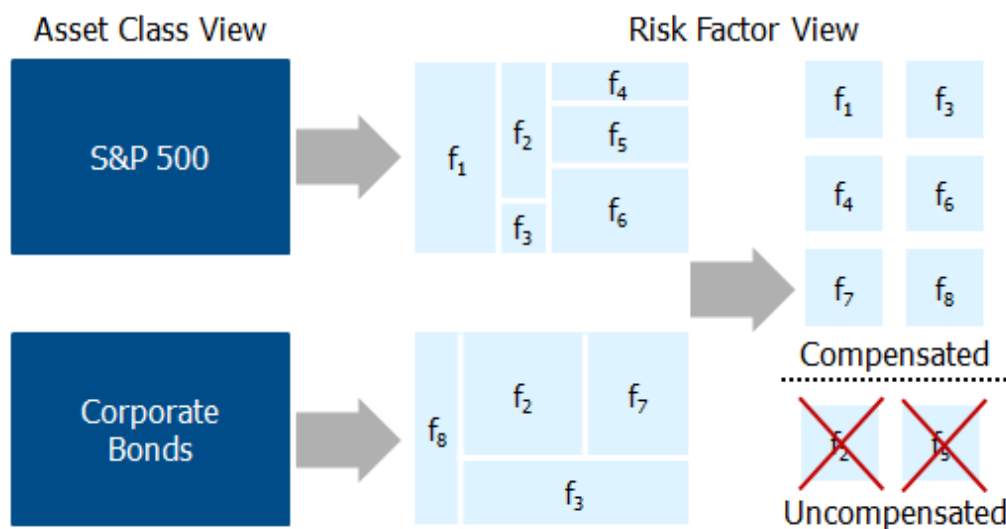 Asset Class View
Risk Factor View
S&P 500
f₁
f₂
f₃
f₄
f₅
f₆
f₁
f₃
f₄
f₆
f₇
f₈
Compensated
Corporate
Bonds
f₈
f₂
f₇
f₃
f₂
Uncompensated